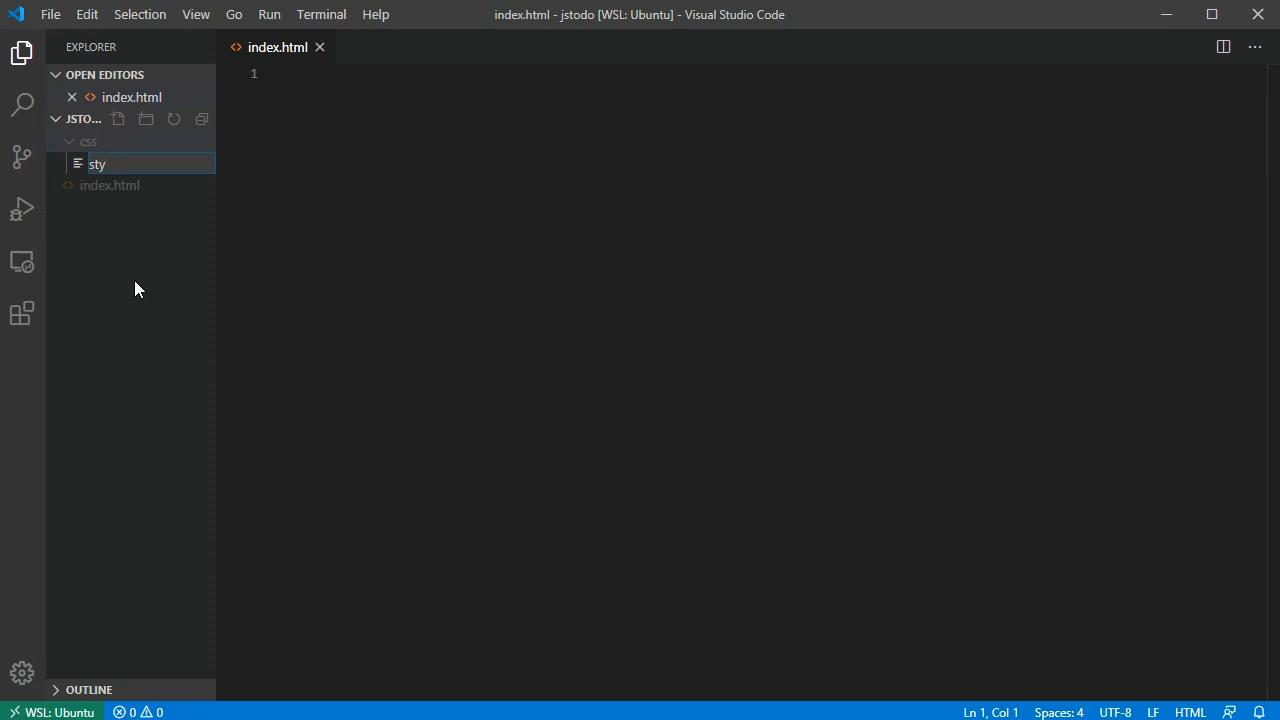 File Edit Selection View Go Run Terminal Help
index.html - jstodo [WSL: Ubuntu] - Visual Studio Code
EXPLORER
index.html
OPEN EDITORS
index.html
JSTO...
css
sty
index.html
1
OUTLINE
WSL: Ubuntu 0 0 Ln 1, Col 1 Spaces: 4 UTF-8 LF HTML